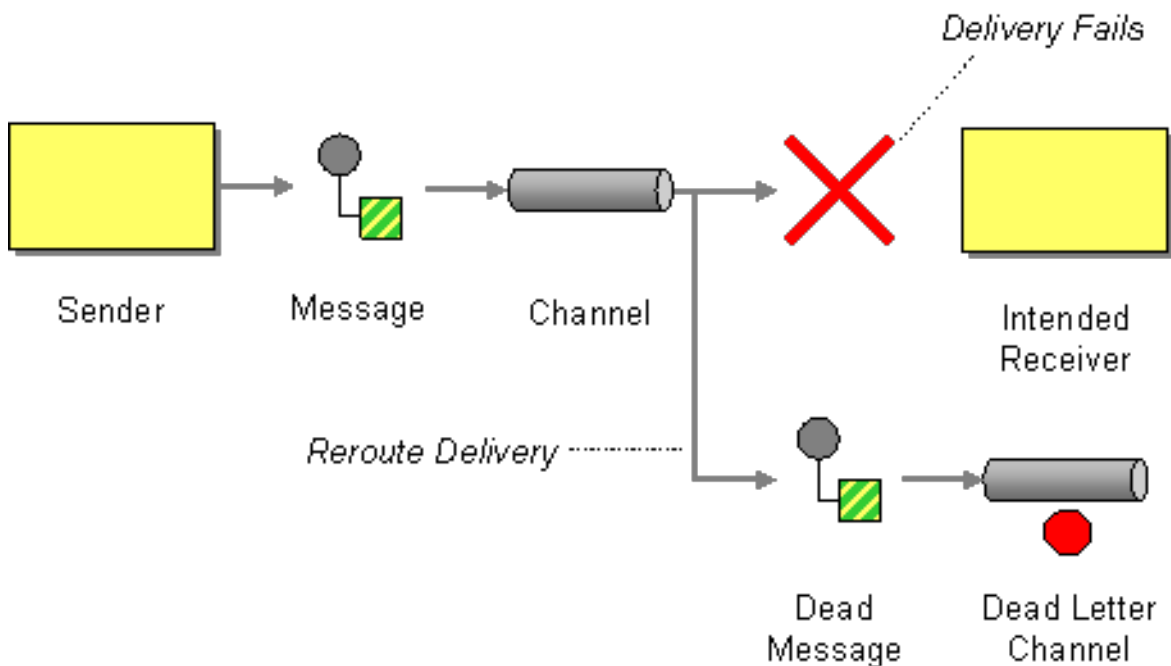 Delivery Fails
Sender
Message
Channel
Intended
Receiver
Reroute Delivery
Dead
Message
Dead Letter
Channel